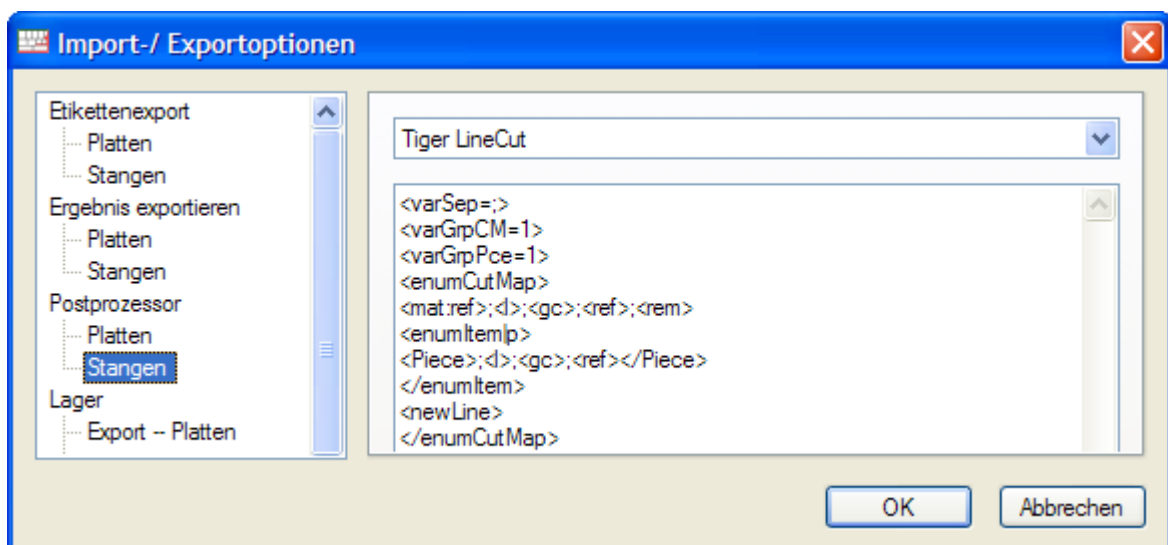 Import-/ Exportoptionen
Etikettenexport
Platten
Stangen
Ergebnis exportieren
Platten
Stangen
Postprozessor
Platten
Stangen
Lager
Export -- Platten
Tiger LineCut
<varSep=;>
<varGrpCM=1>
<varGrpPce=1>
<enumCutMap>
<mat:ref>;<l>;<gc>;<ref>;<rem>
<enumItem|p>
<Piece>;<l>;<gc>;<ref></Piece>
</enumItem>
<newLine>
</enumCutMap>
OK
Abbrechen